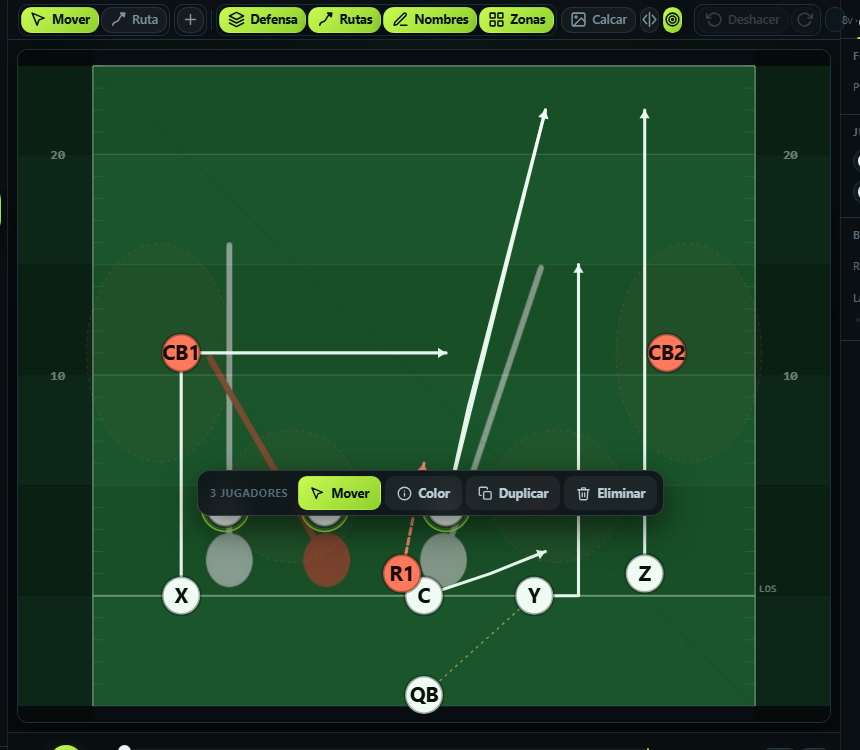 Mover Ruta Defensa Rutas Nombres Zonas Calcar Deshacer 8v
20 20
CB1 CB2
10 10
3 JUGADORES Mover Color Duplicar Eliminar
R1 Z
X C Y LOS
QB